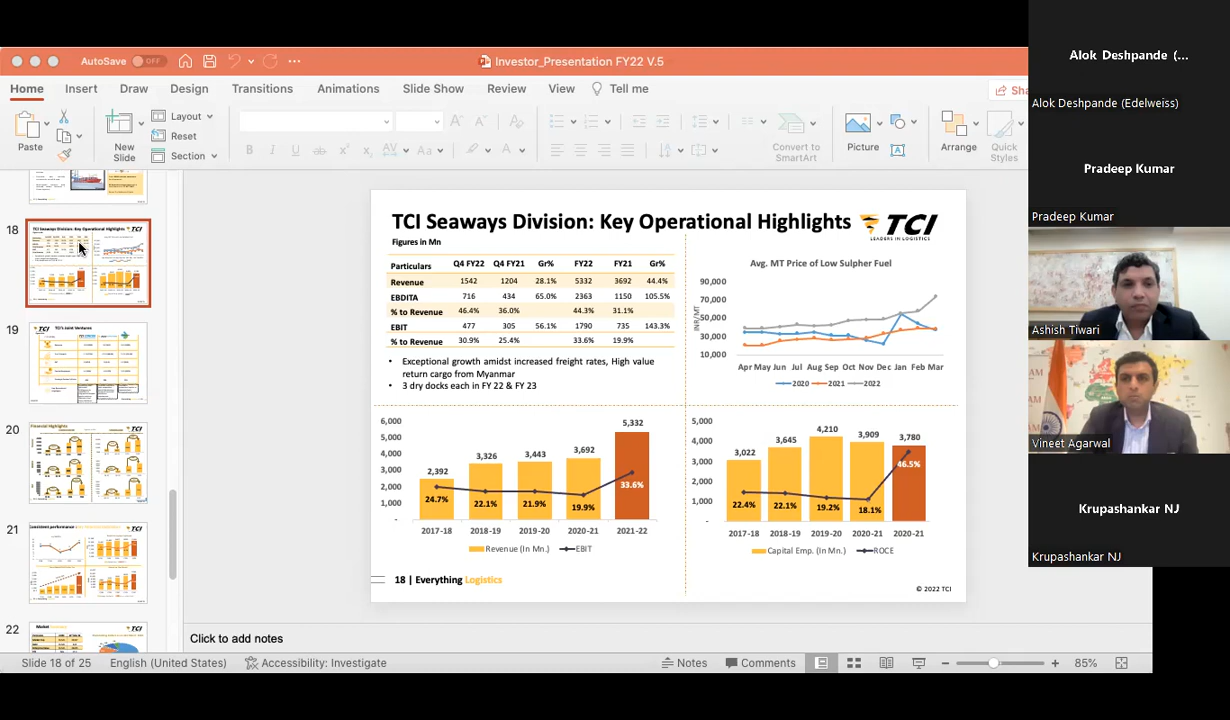 AutoSave OFF
Investor_Presentation FY22 V.5
Home Insert Draw Design Transitions Animations Slide Show Review View Tell me
Paste
New Slide
Layout
Reset
Section
Convert to SmartArt
Picture
Arrange
Quick Styles
18
19
20
21
22
TCI Seaways Division: Key Operational Highlights
TCI
LEADERS IN LOGISTICS
Figures in Mn
Particulars Q4 FY22 Q4 FY21 Gr% FY22 FY21 Gr%
Revenue 1542 1204 28.1% 5332 3692 44.4%
EBDITA 716 434 65.0% 2363 1150 105.5%
% to Revenue 46.4% 36.0% 44.3% 31.1%
EBIT 477 305 56.1% 1790 735 143.3%
% to Revenue 30.9% 25.4% 33.6% 19.9%
• Exceptional growth amidst increased freight rates, High value
return cargo from Myanmar
• 3 dry docks each in FY 22 & FY 23
Avg. MT Price of Low Sulpher Fuel
INR/MT
90,000
70,000
50,000
30,000
10,000
Apr May Jun Jul Aug Sep Oct Nov Dec Jan Feb Mar
2020 2021 2022
6,000
5,000
4,000
3,000
2,000
1,000
-
2,392 3,326 3,443 3,692 5,332
24.7% 22.1% 21.9% 19.9% 33.6%
2017-18 2018-19 2019-20 2020-21 2021-22
Revenue (In Mn.) EBIT
5,000
4,000
3,000
2,000
1,000
-
3,022 3,645 4,210 3,909 3,780
22.4% 22.1% 19.2% 18.1% 46.5%
2017-18 2018-19 2019-20 2020-21 2020-21
Capital Emp. (In Mn.) ROCE
18 | Everything Logistics
© 2022 TCI
Click to add notes
Slide 18 of 25 English (United States) Accessibility: Investigate Notes Comments 85%
Alok Deshpande (...
Alok Deshpande (Edelweiss)
Pradeep Kumar
Pradeep Kumar
Ashish Tiwari
Vineet Agarwal
Krupashankar NJ
Krupashankar NJ